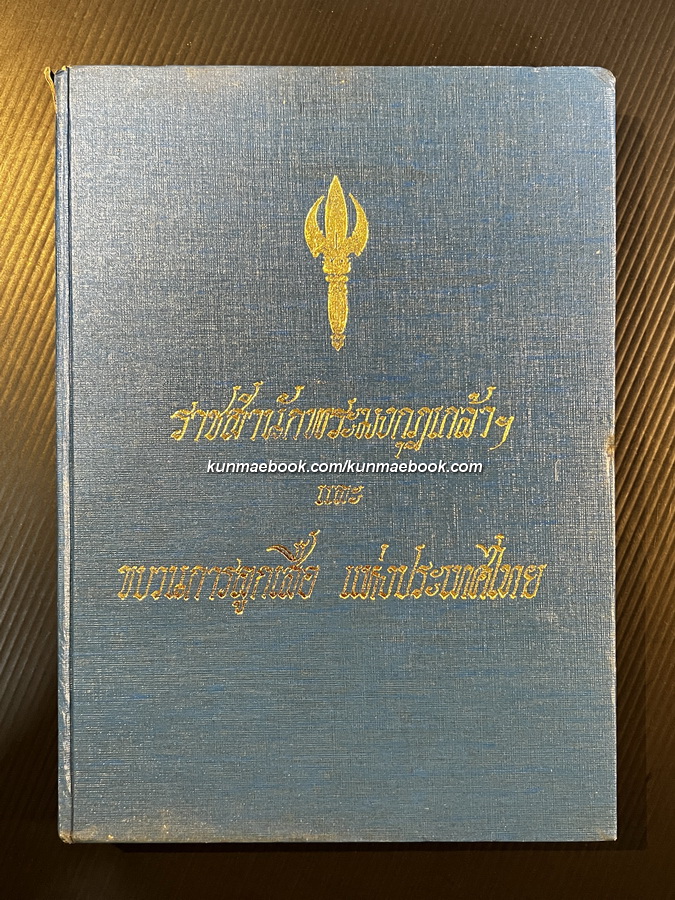 ราชสำนักพระมงกุฎเกล้าฯ
kunmaebook.com/kunmaebook.com
และ
ขบวนการลูกเสือ แห่งประเทศไทย